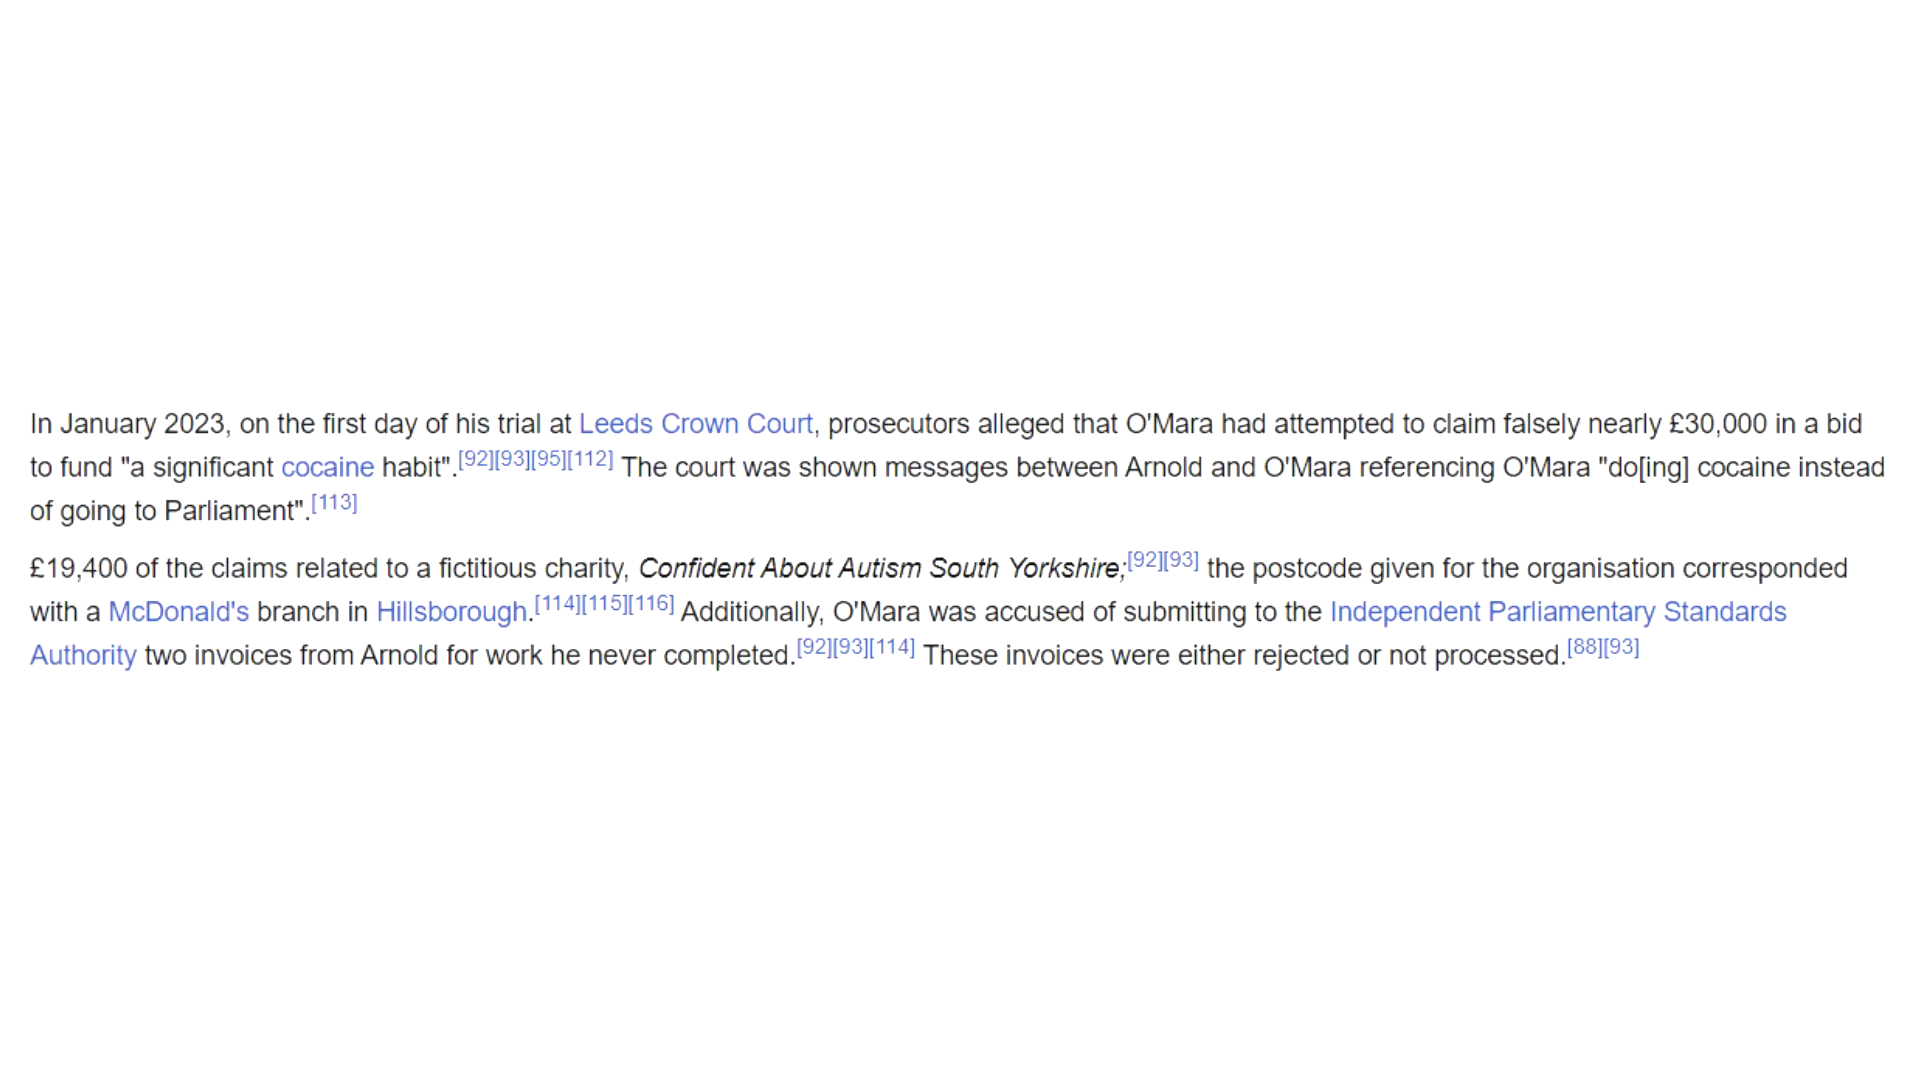 In January 2023, on the first day of his trial at Leeds Crown Court, prosecutors alleged that O'Mara had attempted to claim falsely nearly £30,000 in a bid
to fund "a significant cocaine habit".[92][93][95][112] The court was shown messages between Arnold and O'Mara referencing O'Mara "do[ing] cocaine instead
of going to Parliament".[113]
£19,400 of the claims related to a fictitious charity, Confident About Autism South Yorkshire;[92][93] the postcode given for the organisation corresponded
with a McDonald's branch in Hillsborough.[114][115][116] Additionally, O'Mara was accused of submitting to the Independent Parliamentary Standards
Authority two invoices from Arnold for work he never completed.[92][93][114] These invoices were either rejected or not processed.[88][93]